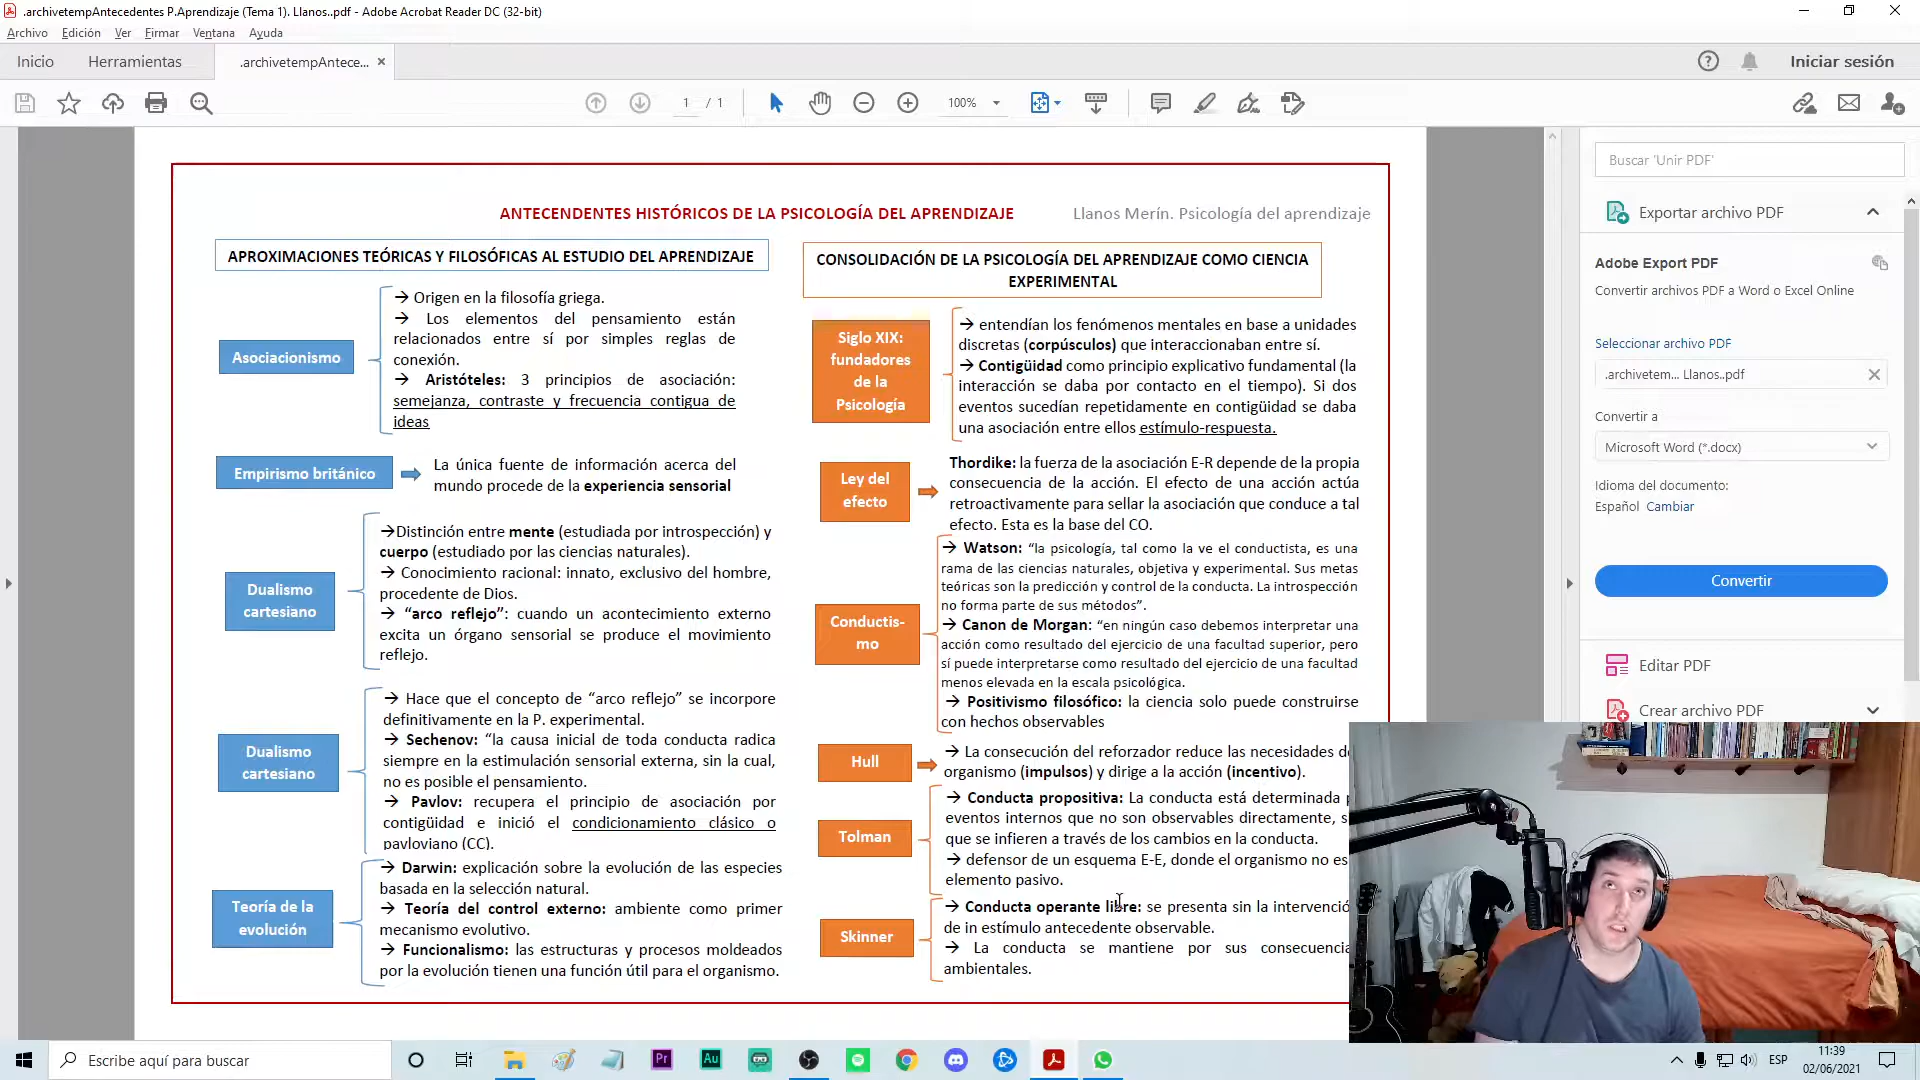 .archivetempAntecedentes P.Aprendizaje (Tema 1). Llanos..pdf - Adobe Acrobat Reader DC (32-bit)
Archivo Edición Ver Firmar Ventana Ayuda
Inicio Herramientas .archivetempAntece... Iniciar sesión
1 / 1 100%
Buscar 'Unir PDF'
Exportar archivo PDF
Adobe Export PDF
Convertir archivos PDF a Word o Excel Online
Seleccionar archivo PDF
.archivetem... Llanos..pdf
Convertir a
Microsoft Word (*.docx)
Idioma del documento:
Español Cambiar
Convertir
Editar PDF
Crear archivo PDF
ANTECENDENTES HISTÓRICOS DE LA PSICOLOGÍA DEL APRENDIZAJE Llanos Merín. Psicología del aprendizaje
APROXIMACIONES TEÓRICAS Y FILOSÓFICAS AL ESTUDIO DEL APRENDIZAJE
Asociacionismo
→ Origen en la filosofía griega.
→ Los elementos del pensamiento están
relacionados entre sí por simples reglas de
conexión.
→ Aristóteles: 3 principios de asociación:
semejanza, contraste y frecuencia contigua de
ideas
Empirismo británico
La única fuente de información acerca del
mundo procede de la experiencia sensorial
Dualismo
cartesiano
→Distinción entre mente (estudiada por introspección) y
cuerpo (estudiado por las ciencias naturales).
→ Conocimiento racional: innato, exclusivo del hombre,
procedente de Dios.
→ “arco reflejo”: cuando un acontecimiento externo
excita un órgano sensorial se produce el movimiento
reflejo.
Dualismo
cartesiano
→ Hace que el concepto de “arco reflejo” se incorpore
definitivamente en la P. experimental.
→ Sechenov: “la causa inicial de toda conducta radica
siempre en la estimulación sensorial externa, sin la cual,
no es posible el pensamiento.
→ Pavlov: recupera el principio de asociación por
contigüidad e inició el condicionamiento clásico o
pavloviano (CC).
Teoría de la
evolución
→ Darwin: explicación sobre la evolución de las especies
basada en la selección natural.
→ Teoría del control externo: ambiente como primer
mecanismo evolutivo.
→ Funcionalismo: las estructuras y procesos moldeados
por la evolución tienen una función útil para el organismo.
CONSOLIDACIÓN DE LA PSICOLOGÍA DEL APRENDIZAJE COMO CIENCIA
EXPERIMENTAL
Siglo XIX:
fundadores
de la
Psicología
→ entendían los fenómenos mentales en base a unidades
discretas (corpúsculos) que interaccionaban entre sí.
→ Contigüidad como principio explicativo fundamental (la
interacción se daba por contacto en el tiempo). Si dos
eventos sucedían repetidamente en contigüidad se daba
una asociación entre ellos estímulo-respuesta.
Ley del
efecto
Thordike: la fuerza de la asociación E-R depende de la propia
consecuencia de la acción. El efecto de una acción actúa
retroactivamente para sellar la asociación que conduce a tal
efecto. Esta es la base del CO.
Conductis-
mo
→ Watson: “la psicología, tal como la ve el conductista, es una
rama de las ciencias naturales, objetiva y experimental. Sus metas
teóricas son la predicción y control de la conducta. La introspección
no forma parte de sus métodos”.
→ Canon de Morgan: “en ningún caso debemos interpretar una
acción como resultado del ejercicio de una facultad superior, pero
sí puede interpretarse como resultado del ejercicio de una facultad
menos elevada en la escala psicológica.
→ Positivismo filosófico: la ciencia solo puede construirse
con hechos observables
Hull
→ La consecución del reforzador reduce las necesidades
organismo (impulsos) y dirige a la acción (incentivo).
Tolman
→ Conducta propositiva: La conducta está determinada
eventos internos que no son observables directamente,
que se infieren a través de los cambios en la conducta.
→ defensor de un esquema E-E, donde el organismo no es
elemento pasivo.
Skinner
→ Conducta operante libre: se presenta sin la intervenció
de in estímulo antecedente observable.
→ La conducta se mantiene por sus consecuencia
ambientales.
Escribe aquí para buscar
Pr Au
ESP
11:39
02/06/2021